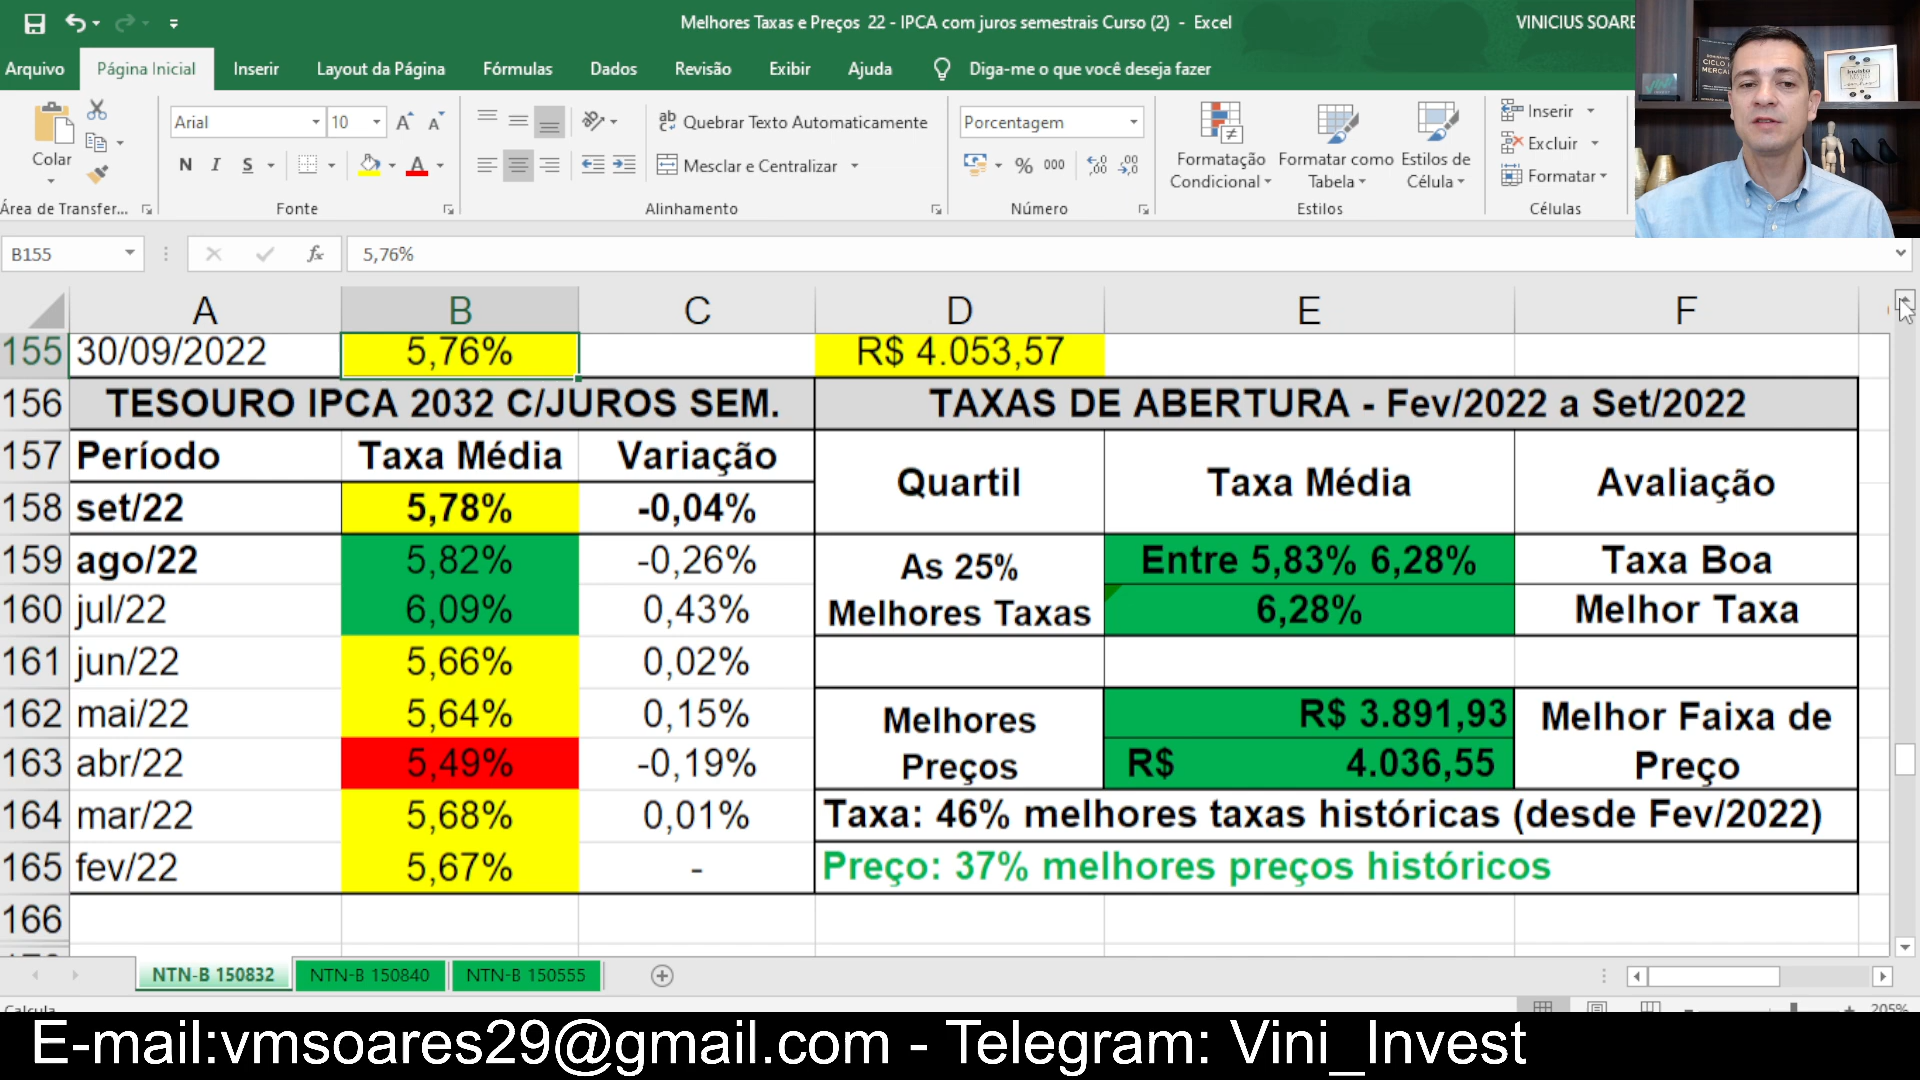 Melhores Taxas e Preços 22 - IPCA com juros semestrais Curso (2) - Excel
VINICIUS SOARE
Arquivo Página Inicial Inserir Layout da Página Fórmulas Dados Revisão Exibir Ajuda Diga-me o que você deseja fazer
Colar
Área de Transfer...
Arial 10
N I S
Fonte
Quebrar Texto Automaticamente
Mesclar e Centralizar
Alinhamento
Porcentagem
% 000
Número
Formatação Condicional
Formatar como Tabela
Estilos de Célula
Estilos
Inserir
Excluir
Formatar
Células
B155 fx 5,76%
A B C D E F
155 30/09/2022 5,76% R$ 4.053,57
156 TESOURO IPCA 2032 C/JUROS SEM. TAXAS DE ABERTURA - Fev/2022 a Set/2022
157 Período Taxa Média Variação Quartil Taxa Média Avaliação
158 set/22 5,78% -0,04%
159 ago/22 5,82% -0,26% As 25% Melhores Taxas Entre 5,83% 6,28% Taxa Boa
160 jul/22 6,09% 0,43% 6,28% Melhor Taxa
161 jun/22 5,66% 0,02%
162 mai/22 5,64% 0,15% Melhores Preços R$ 3.891,93 Melhor Faixa de Preço
163 abr/22 5,49% -0,19% R$ 4.036,55
164 mar/22 5,68% 0,01% Taxa: 46% melhores taxas históricas (desde Fev/2022)
165 fev/22 5,67% - Preço: 37% melhores preços históricos
166
NTN-B 150832 NTN-B 150840 NTN-B 150555
205%
E-mail:vmsoares29@gmail.com - Telegram: Vini_Invest